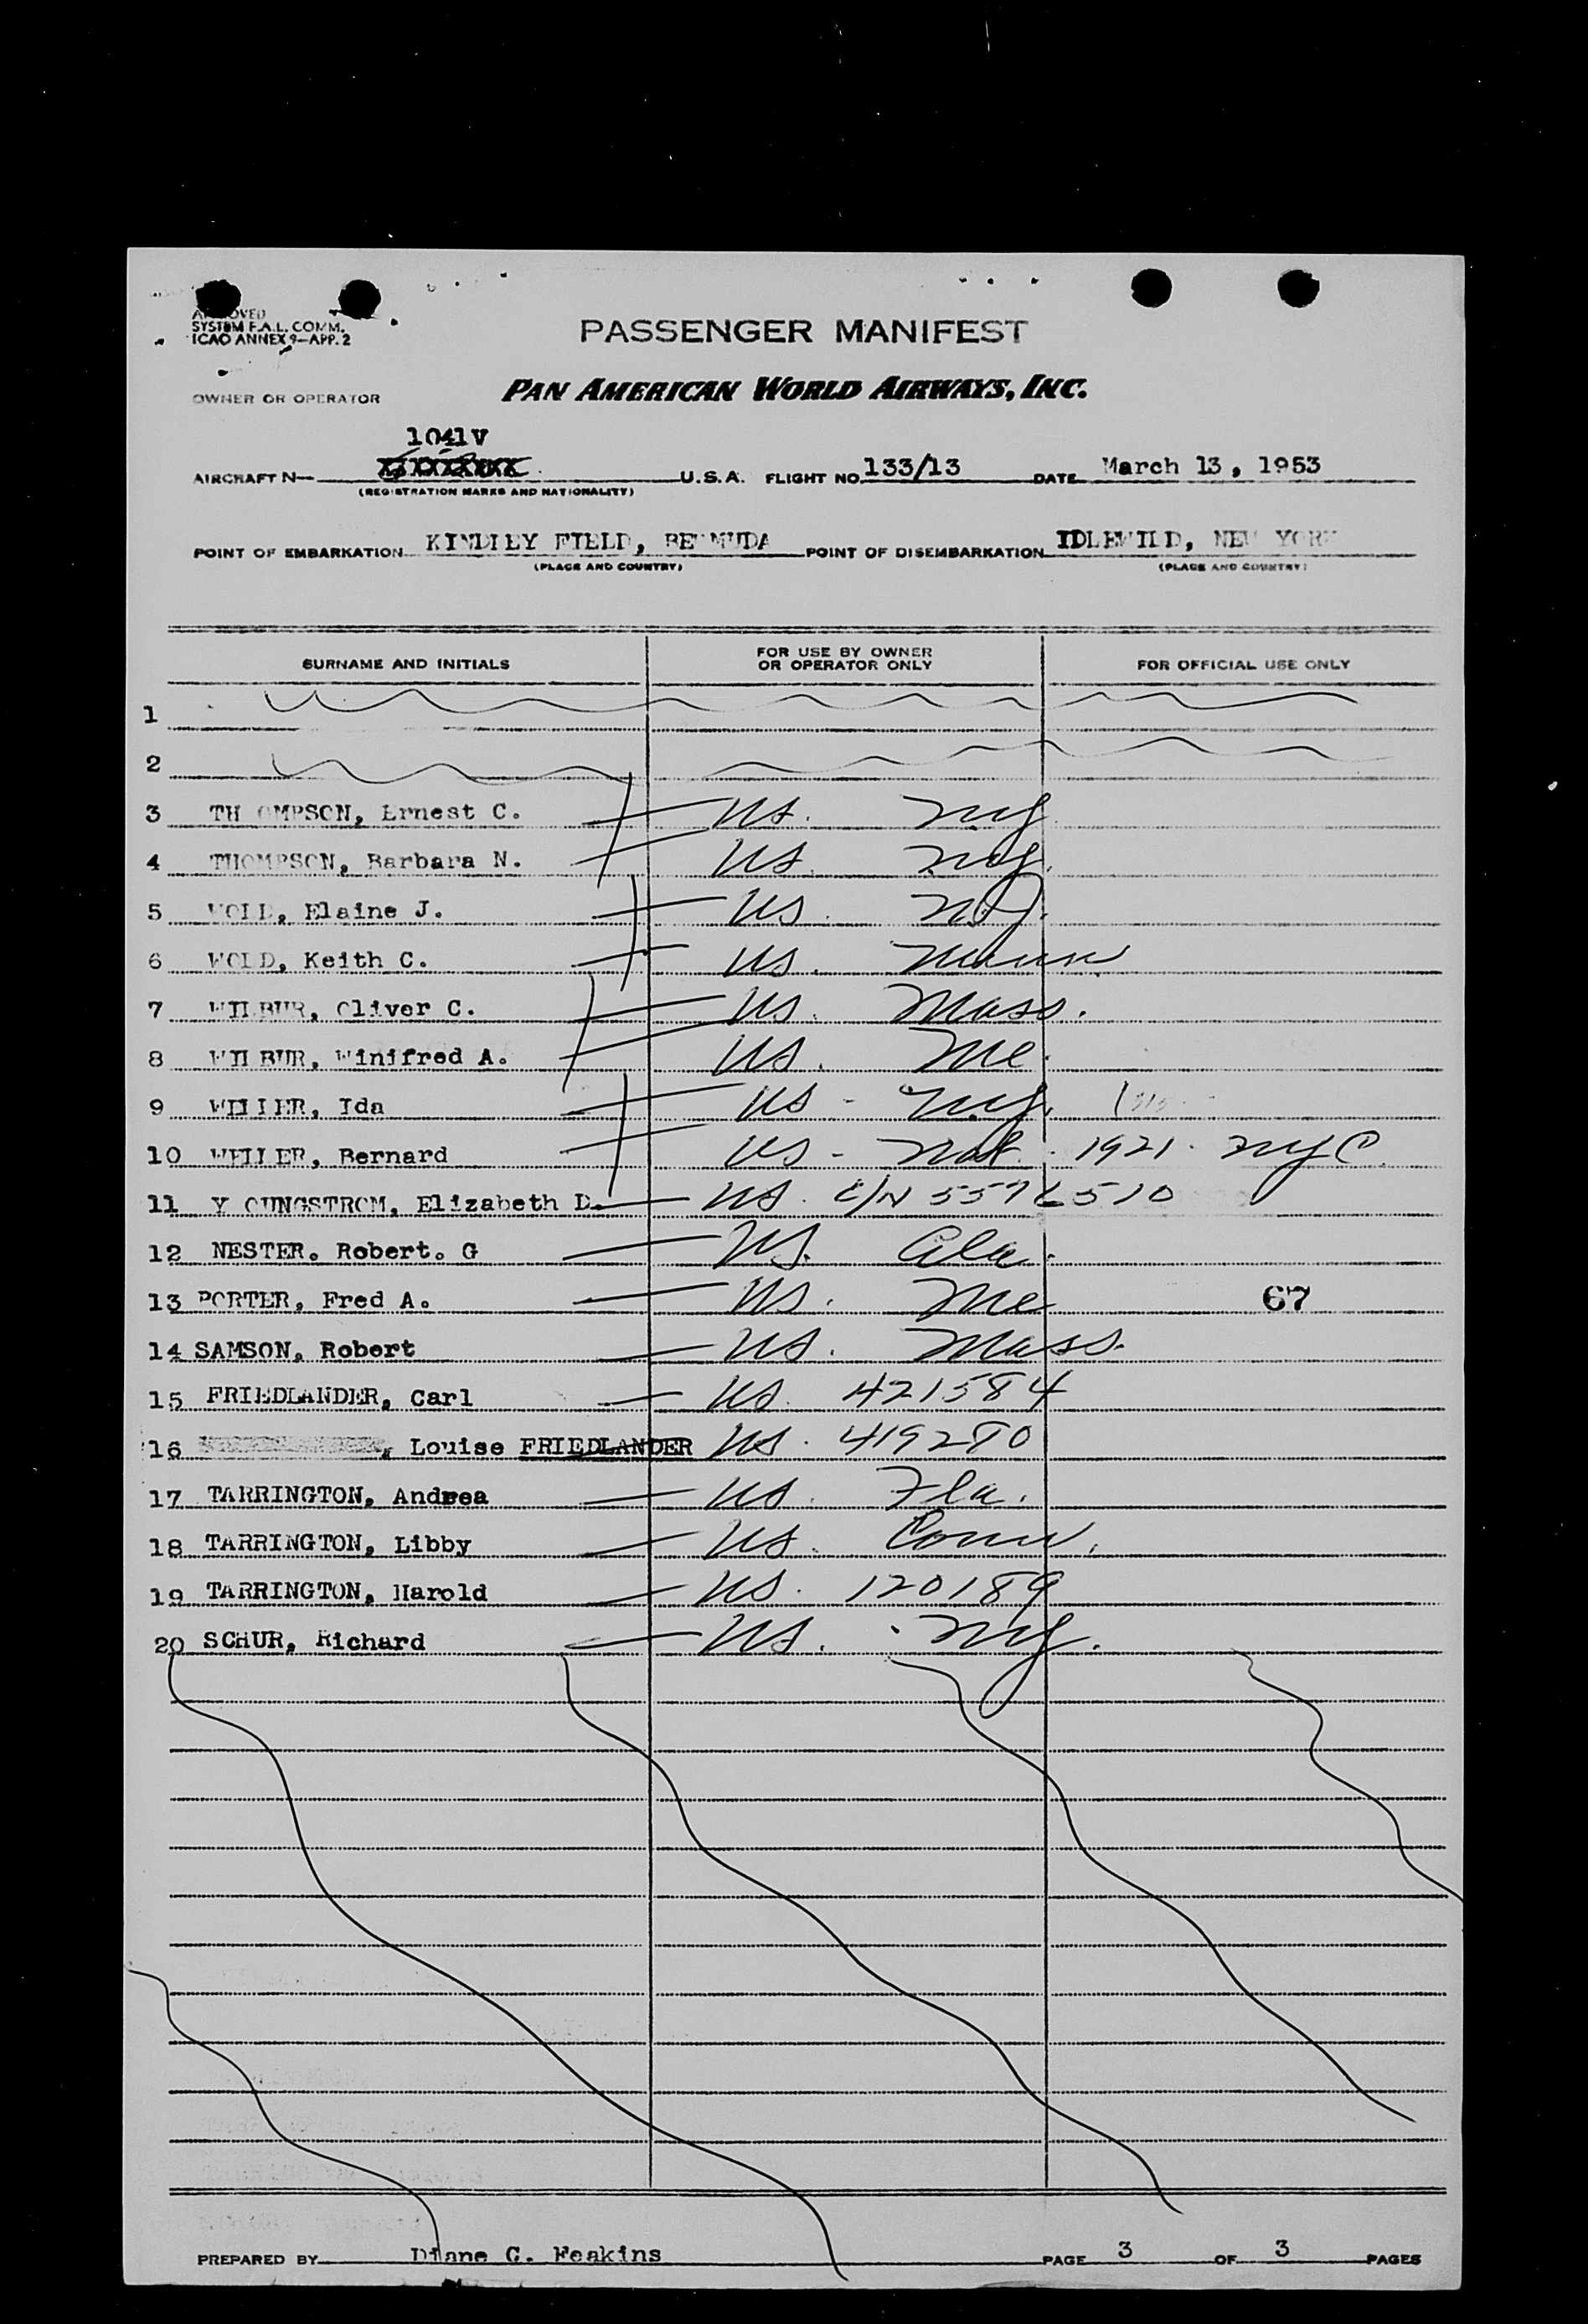 APPROVED
SYSTEM F.A.L. COMM.
ICAO ANNEX 9—APP. 2
PASSENGER MANIFEST
OWNER OR OPERATOR PAN AMERICAN WORLD AIRWAYS, INC.
1041V
AIRCRAFT N— U.S.A. FLIGHT NO. 133/13 DATE March 13, 1953
(REGISTRATION MARKS AND NATIONALITY)
POINT OF EMBARKATION KINDLEY FIELD, BERMUDA POINT OF DISEMBARKATION IDLEWILD, NEW YORK
(PLACE AND COUNTRY) (PLACE AND COUNTRY)
SURNAME AND INITIALS FOR USE BY OWNER OR OPERATOR ONLY FOR OFFICIAL USE ONLY
1
2
3 TH OMPSON, Ernest C. US. NY
4 THOMPSON, Barbara N. US. NY.
5 WOLD, Elaine J. US. NJ.
6 WOLD, Keith C. US. Minn
7 WILBUR, Oliver C. US. Mass.
8 WILBUR, Winifred A. US. Me.
9 WEILER, Ida US - NY.
10 WEILER, Bernard US - Nat. 1921. NYC
11 Y OUNGSTROM, Elizabeth D. US. C/N 5576510
12 NESTER. Robert. G US. Ala.
13 PORTER, Fred A. US. Me 67
14 SAMSON, Robert US. Mass.
15 FRIEDLANDER, Carl US. 421584
16 , Louise FRIEDLANDER US. 419270
17 TARRINGTON, Andrea US. Fla.
18 TARRINGTON, Libby US. Conn.
19 TARRINGTON, Harold US. 120189
20 SCHUR, Richard US. NY.
PREPARED BY Diane G. Feakins PAGE 3 OF 3 PAGES